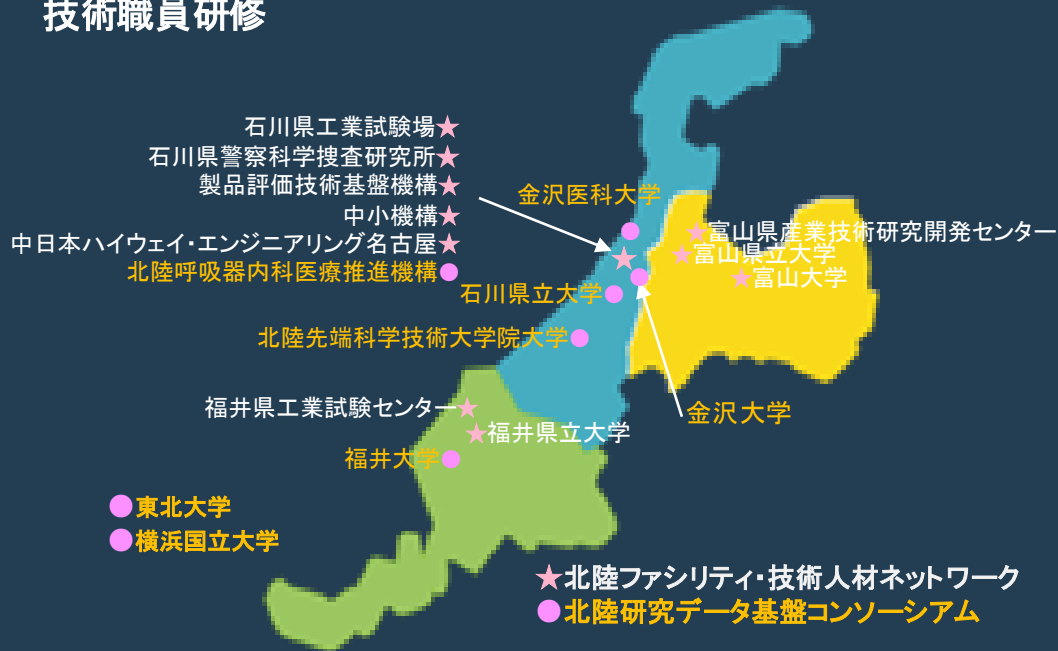 技術職員研修
石川県工業試験場
石川県警察科学捜査研究所
製品評価技術基盤機構
中小機構
中日本ハイウェイ・エンジニアリング名古屋
北陸呼吸器内科医療推進機構
金沢医科大学
富山県産業技術研究開発センター
富山県立大学
富山大学
石川県立大学
北陸先端科学技術大学院大学
金沢大学
福井県工業試験センター
福井県立大学
福井大学
東北大学
横浜国立大学
北陸ファシリティ・技術人材ネットワーク
北陸研究データ基盤コンソーシアム